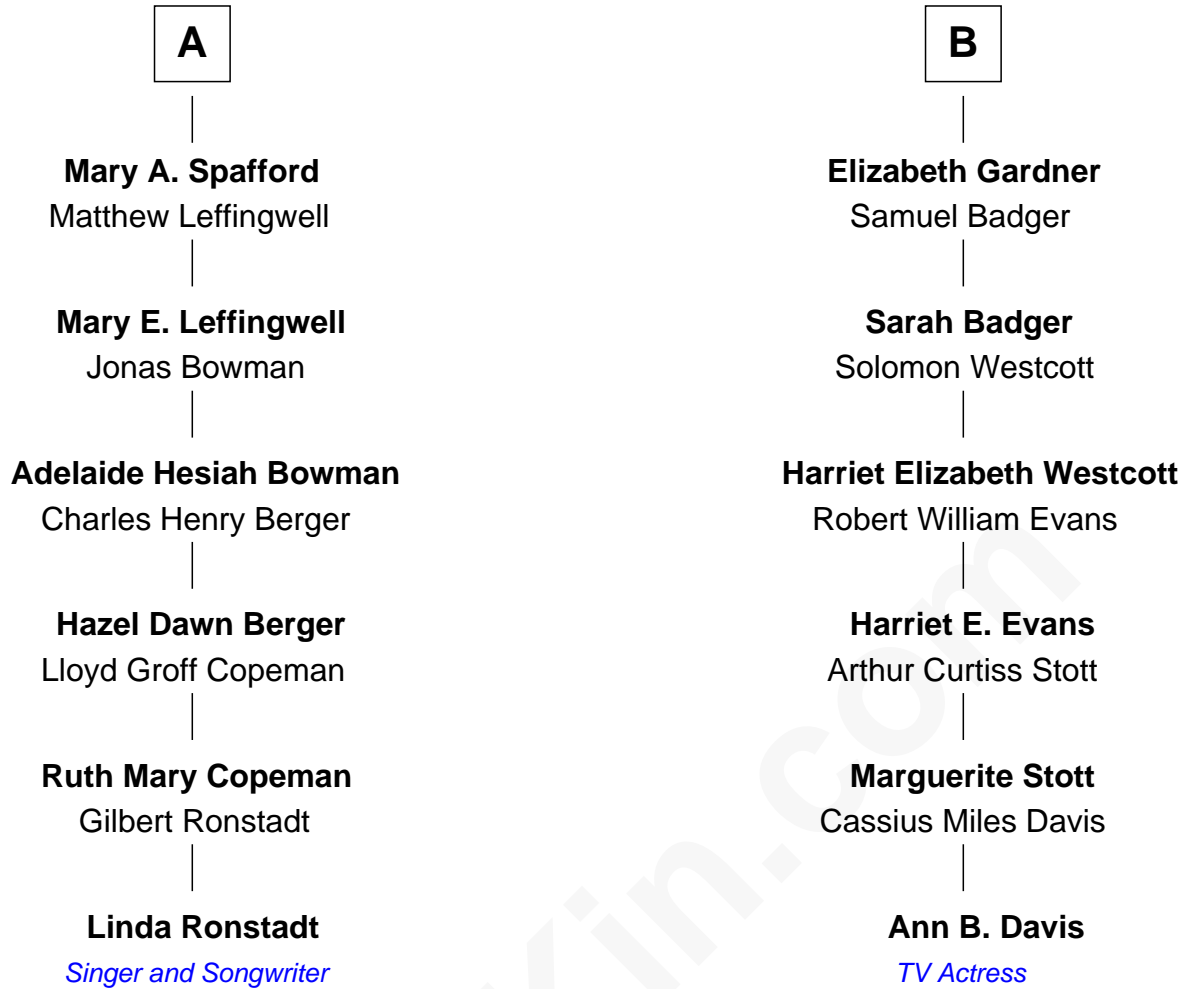 A
Mary A. Spafford
Matthew Leffingwell
Mary E. Leffingwell
Jonas Bowman
Adelaide Hesiah Bowman
Charles Henry Berger
Hazel Dawn Berger
Lloyd Groff Copeman
Ruth Mary Copeman
Gilbert Ronstadt
Linda Ronstadt
Singer and Songwriter
B
Elizabeth Gardner
Samuel Badger
Sarah Badger
Solomon Westcott
Harriet Elizabeth Westcott
Robert William Evans
Harriet E. Evans
Arthur Curtiss Stott
Marguerite Stott
Cassius Miles Davis
Ann B. Davis
TV Actress
Kin.com